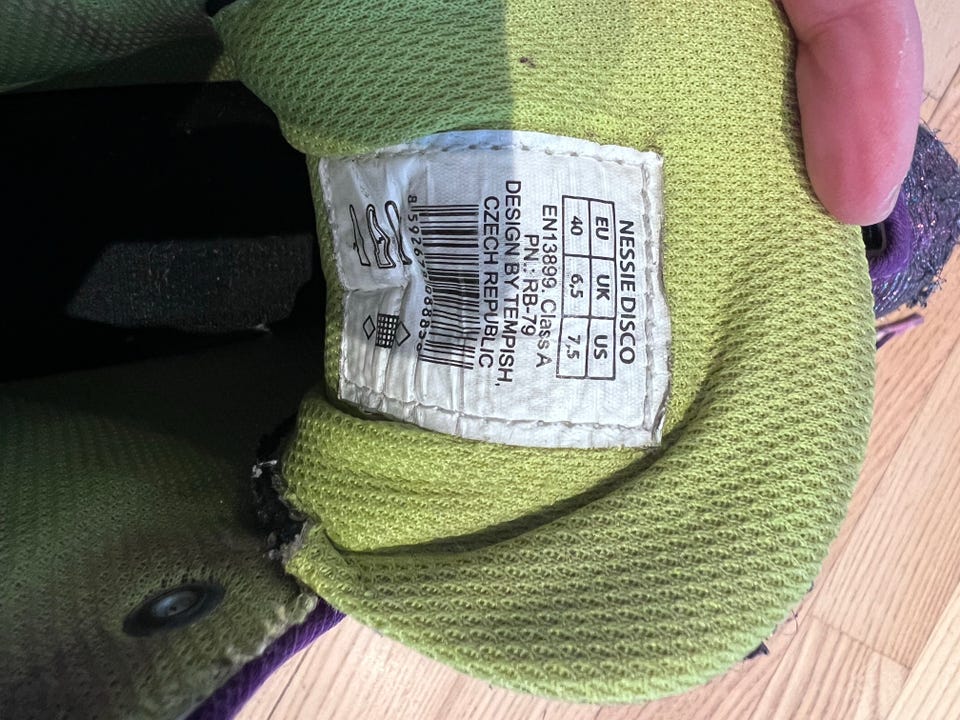 NESSIE DISCO
EU UK US
40 6,5 7,5
EN13899. Class A
PN.: RB-79
DESIGN BY TEMPISH,
CZECH REPUBLIC